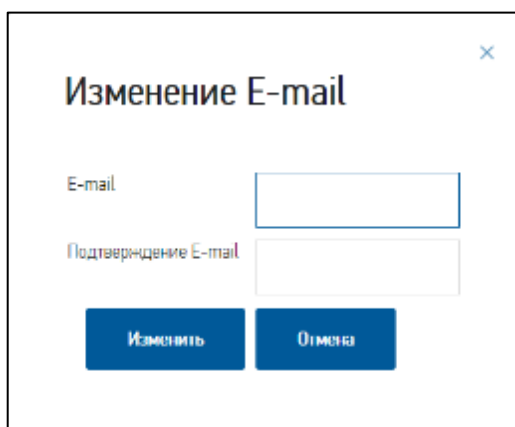 Изменение E-mail
E-mail
Подтверждение E-mail
Изменить Отмена